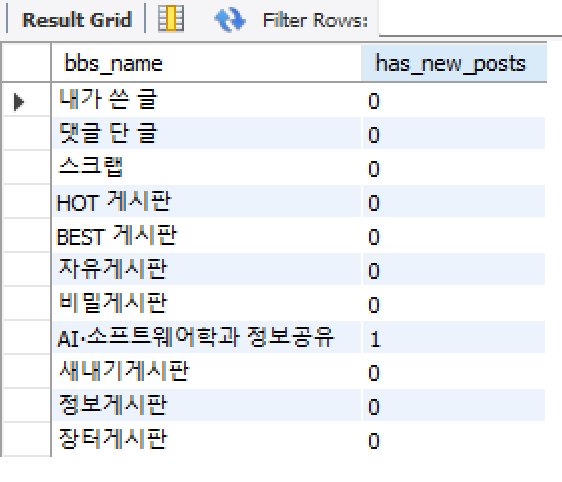 Result Grid Filter Rows:
bbs_name has_new_posts
내가 쓴 글 0
댓글 단 글 0
스크랩 0
HOT 게시판 0
BEST 게시판 0
자유게시판 0
비밀게시판 0
AI·소프트웨어학과 정보공유 1
새내기게시판 0
정보게시판 0
장터게시판 0